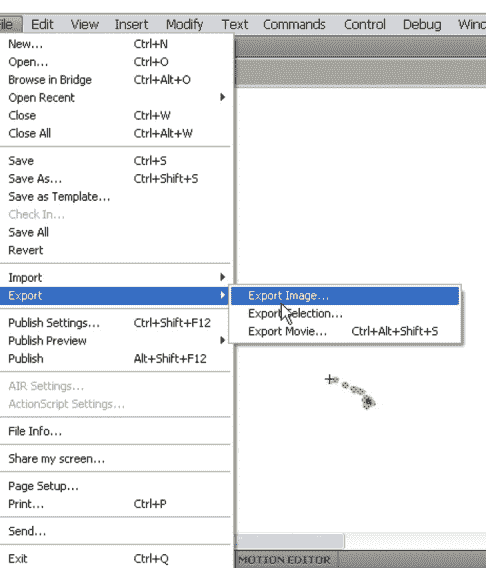 File Edit View Insert Modify Text Commands Control Debug Wind
New... Ctrl+N
Open... Ctrl+O
Browse in Bridge Ctrl+Alt+O
Open Recent
Close Ctrl+W
Close All Ctrl+Alt+W
Save Ctrl+S
Save As... Ctrl+Shift+S
Save as Template...
Check In...
Save All
Revert
Import
Export
Export Image...
Export Selection...
Export Movie... Ctrl+Alt+Shift+S
Publish Settings... Ctrl+Shift+F12
Publish Preview
Publish Alt+Shift+F12
AIR Settings...
ActionScript Settings...
File Info...
Share my screen...
Page Setup...
Print... Ctrl+P
Send...
Exit Ctrl+Q
MOTION EDITOR